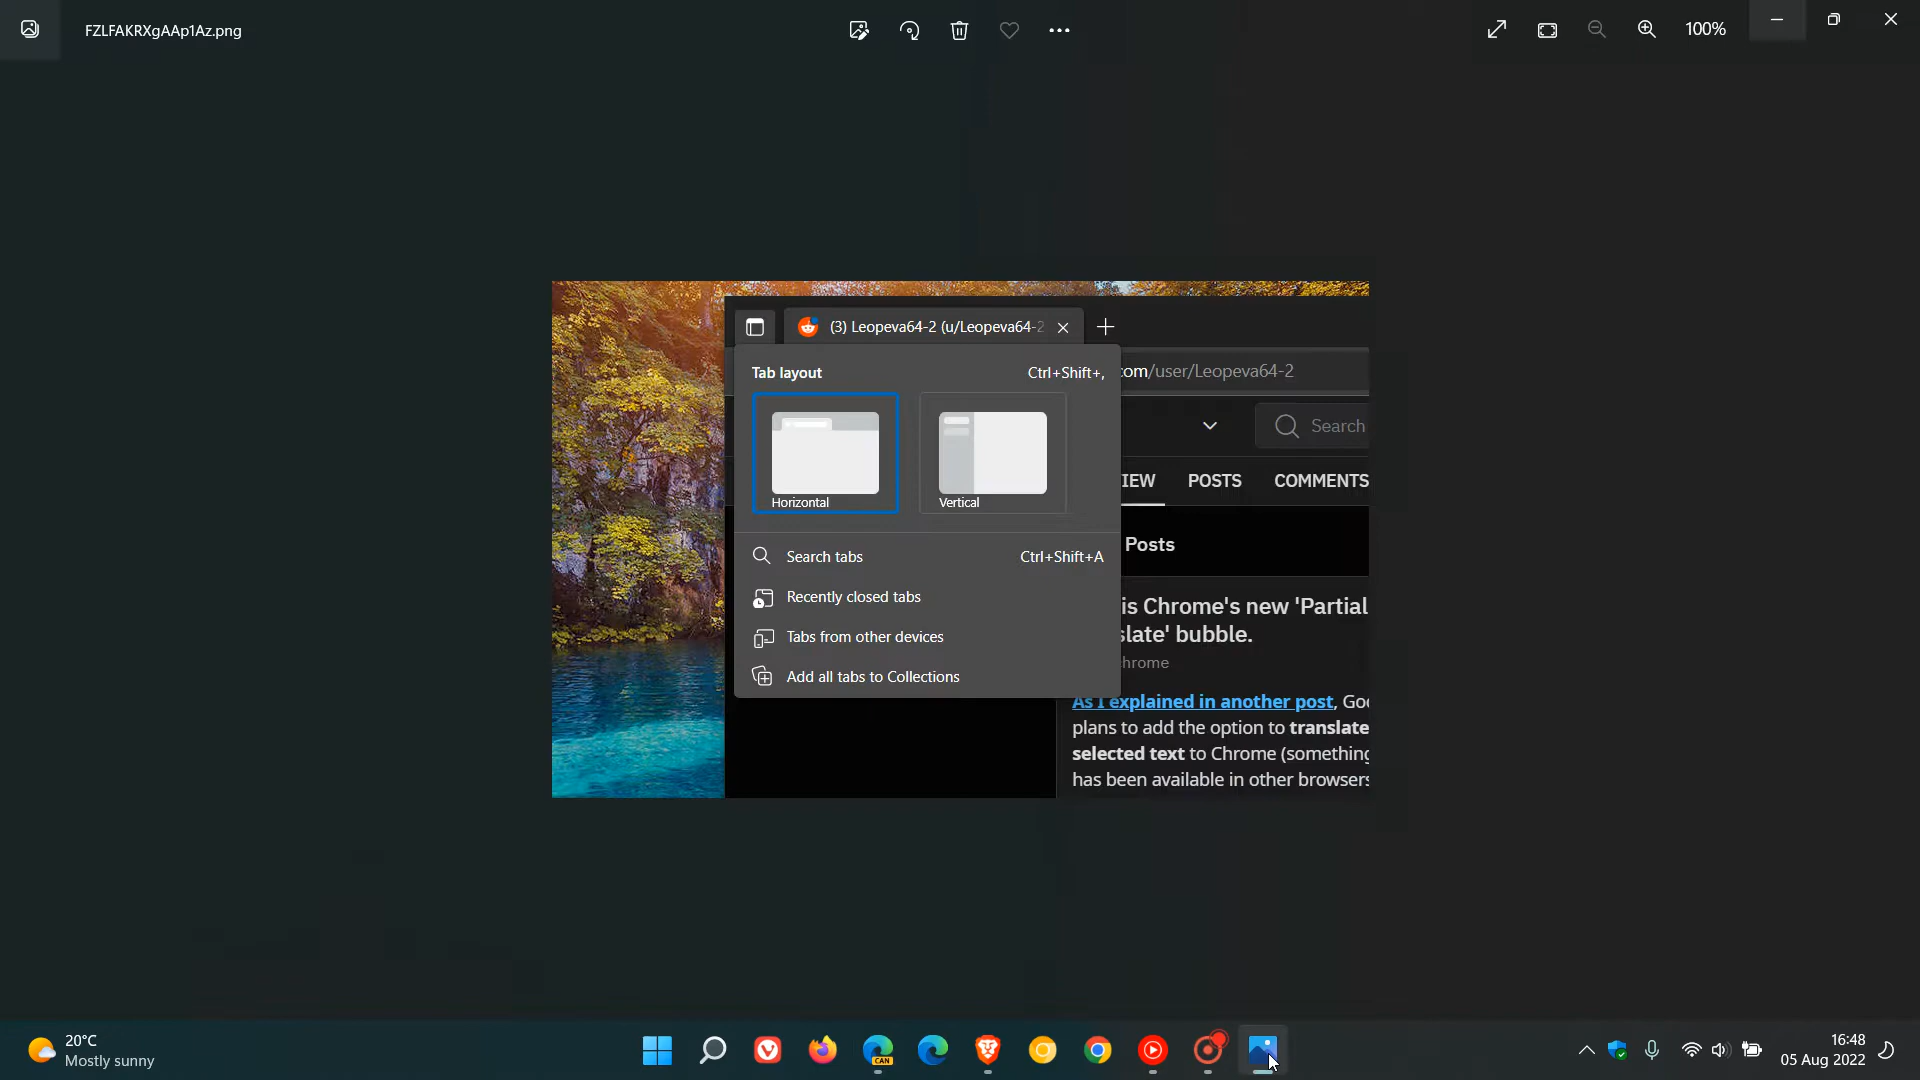 FZLFAKRXgAAp1Az.png
100%
(3) Leopeva64-2 (u/Leopeva64-2
Tab layout
Ctrl+Shift+,
com/user/Leopeva64-2
Search
Horizontal
Vertical
IEW
POSTS
COMMENTS
Search tabs
Ctrl+Shift+A
Posts
Recently closed tabs
is Chrome's new 'Partial
slate' bubble.
Tabs from other devices
hrome
Add all tabs to Collections
As I explained in another post, Goo
plans to add the option to translate
selected text to Chrome (something
has been available in other browsers
20°C
Mostly sunny
CAN
16:48
05 Aug 2022